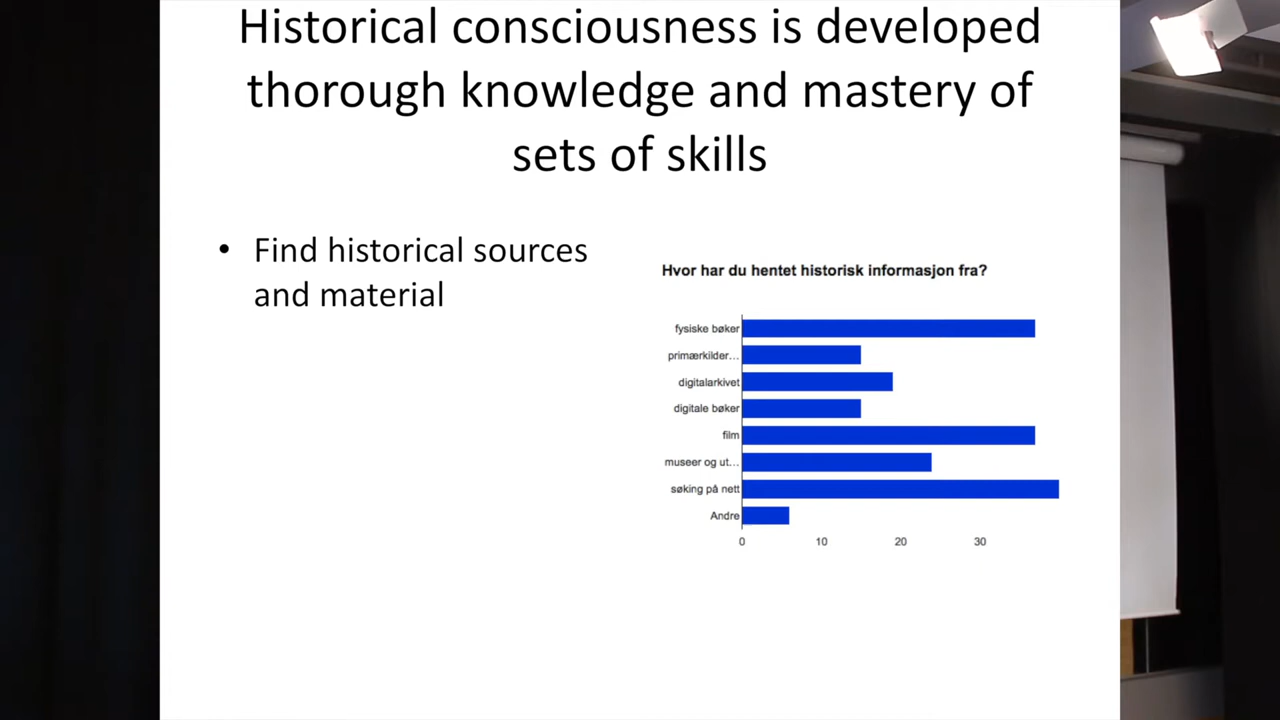 Historical consciousness is developed
thorough knowledge and mastery of
sets of skills
• Find historical sources
and material
Hvor har du hentet historisk informasjon fra?
fysiske bøker
primærkilder...
digitalarkivet
digitale bøker
film
museer og ut...
søking på nett
Andre
0 10 20 30